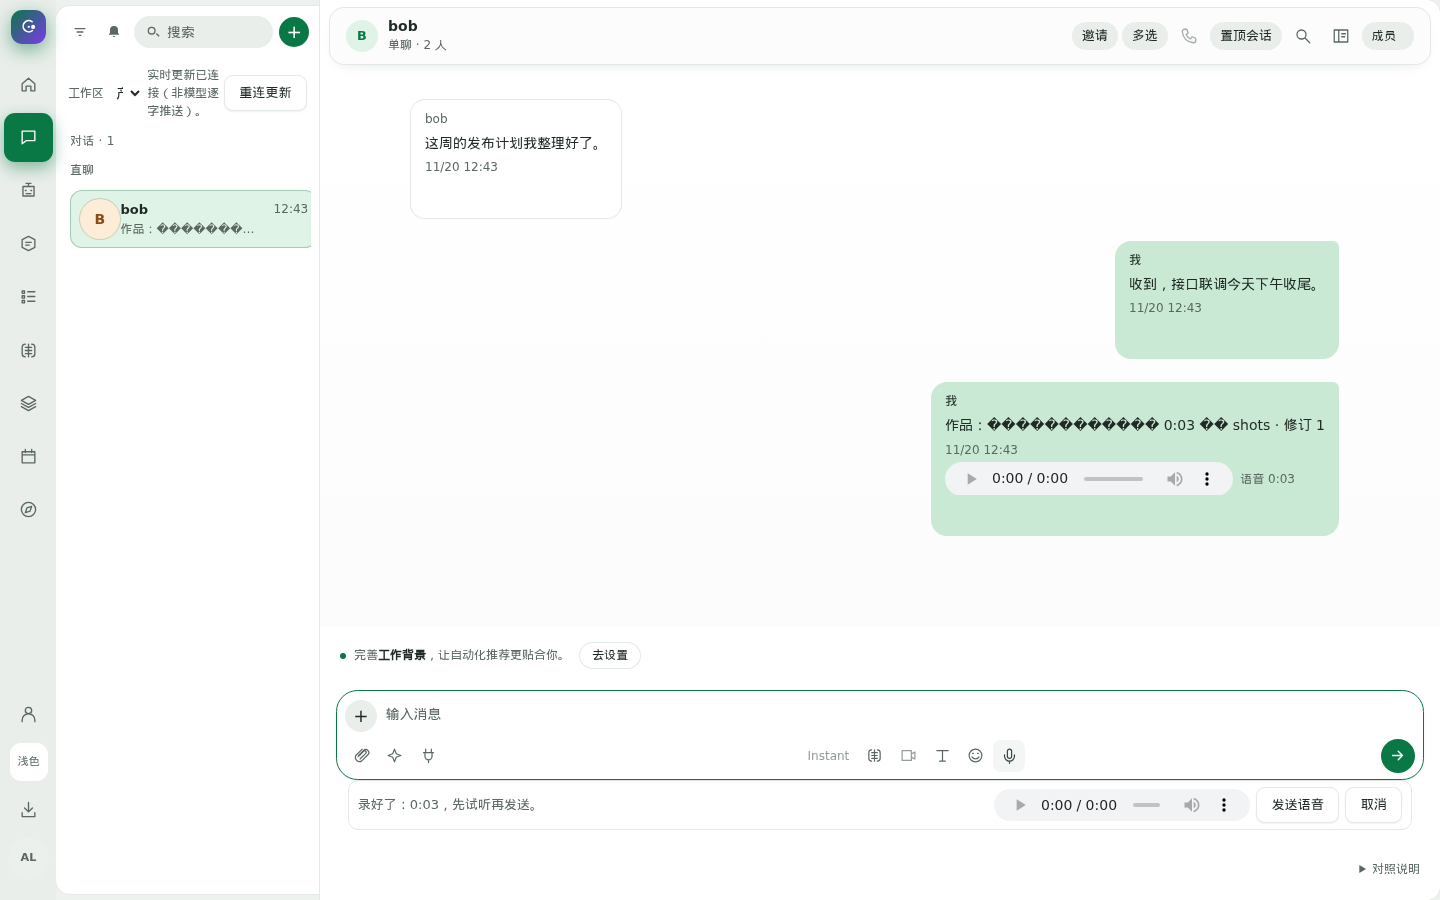 搜索
工作区
实时更新已连
接（非模型逐
字推送）。
重连更新
对话 · 1
直聊
B
bob
12:43
作品：�������…
浅色
AL
B
bob
单聊 · 2 人
邀请
多选
置顶会话
成员
bob
这周的发布计划我整理好了。
11/20 12:43
我
收到，接口联调今天下午收尾。
11/20 12:43
我
作品：������������ 0:03 �� shots · 修订 1
11/20 12:43
0:00 / 0:00
语音 0:03
完善工作背景，让自动化推荐更贴合你。
去设置
输入消息
Instant
录好了：0:03，先试听再发送。
0:00 / 0:00
发送语音
取消
对照说明